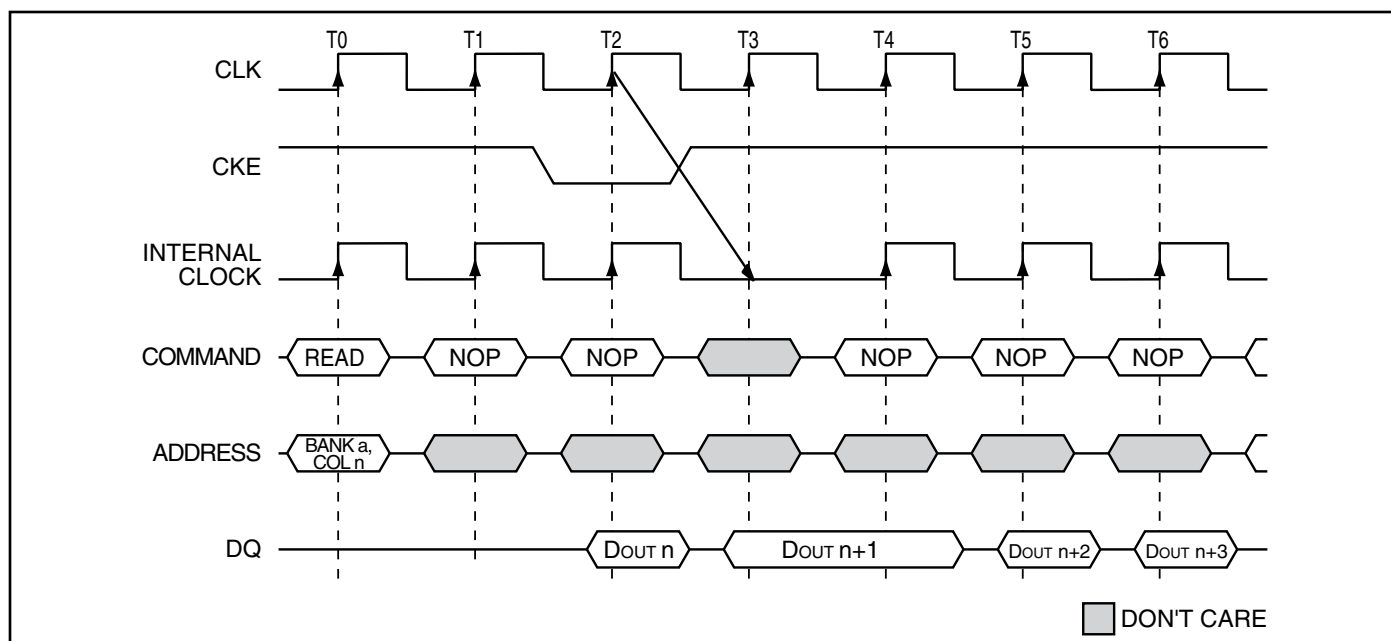 T0 T1 T2 T3 T4 T5 T6
CLK
CKE
INTERNAL
CLOCK
COMMAND READ NOP NOP NOP NOP NOP
ADDRESS BANK a,
COL n
DQ DOUT n DOUT n+1 DOUT n+2 DOUT n+3
DON'T CARE